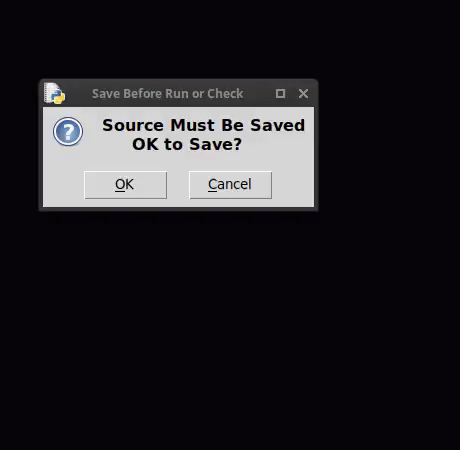 Save Before Run or Check
Source Must Be Saved
OK to Save?
OK
Cancel